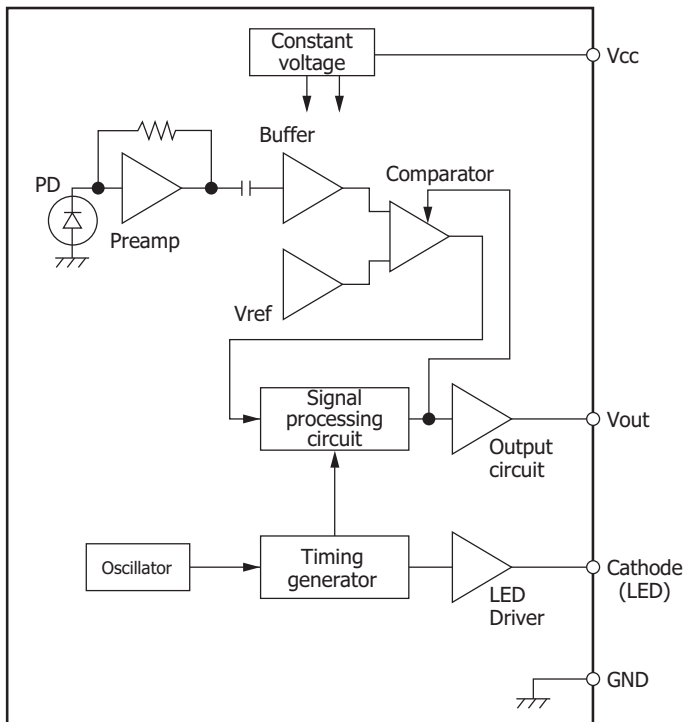 Constant
voltage
Vcc
Buffer
PD
Comparator
Preamp
Vref
Signal
processing
circuit
Vout
Output
circuit
Oscillator
Timing
generator
Cathode
(LED)
LED
Driver
GND